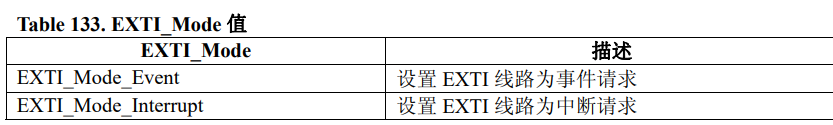 Table 133. EXTI_Mode 值
EXTI_Mode 描述
EXTI_Mode_Event 设置 EXTI 线路为事件请求
EXTI_Mode_Interrupt 设置 EXTI 线路为中断请求